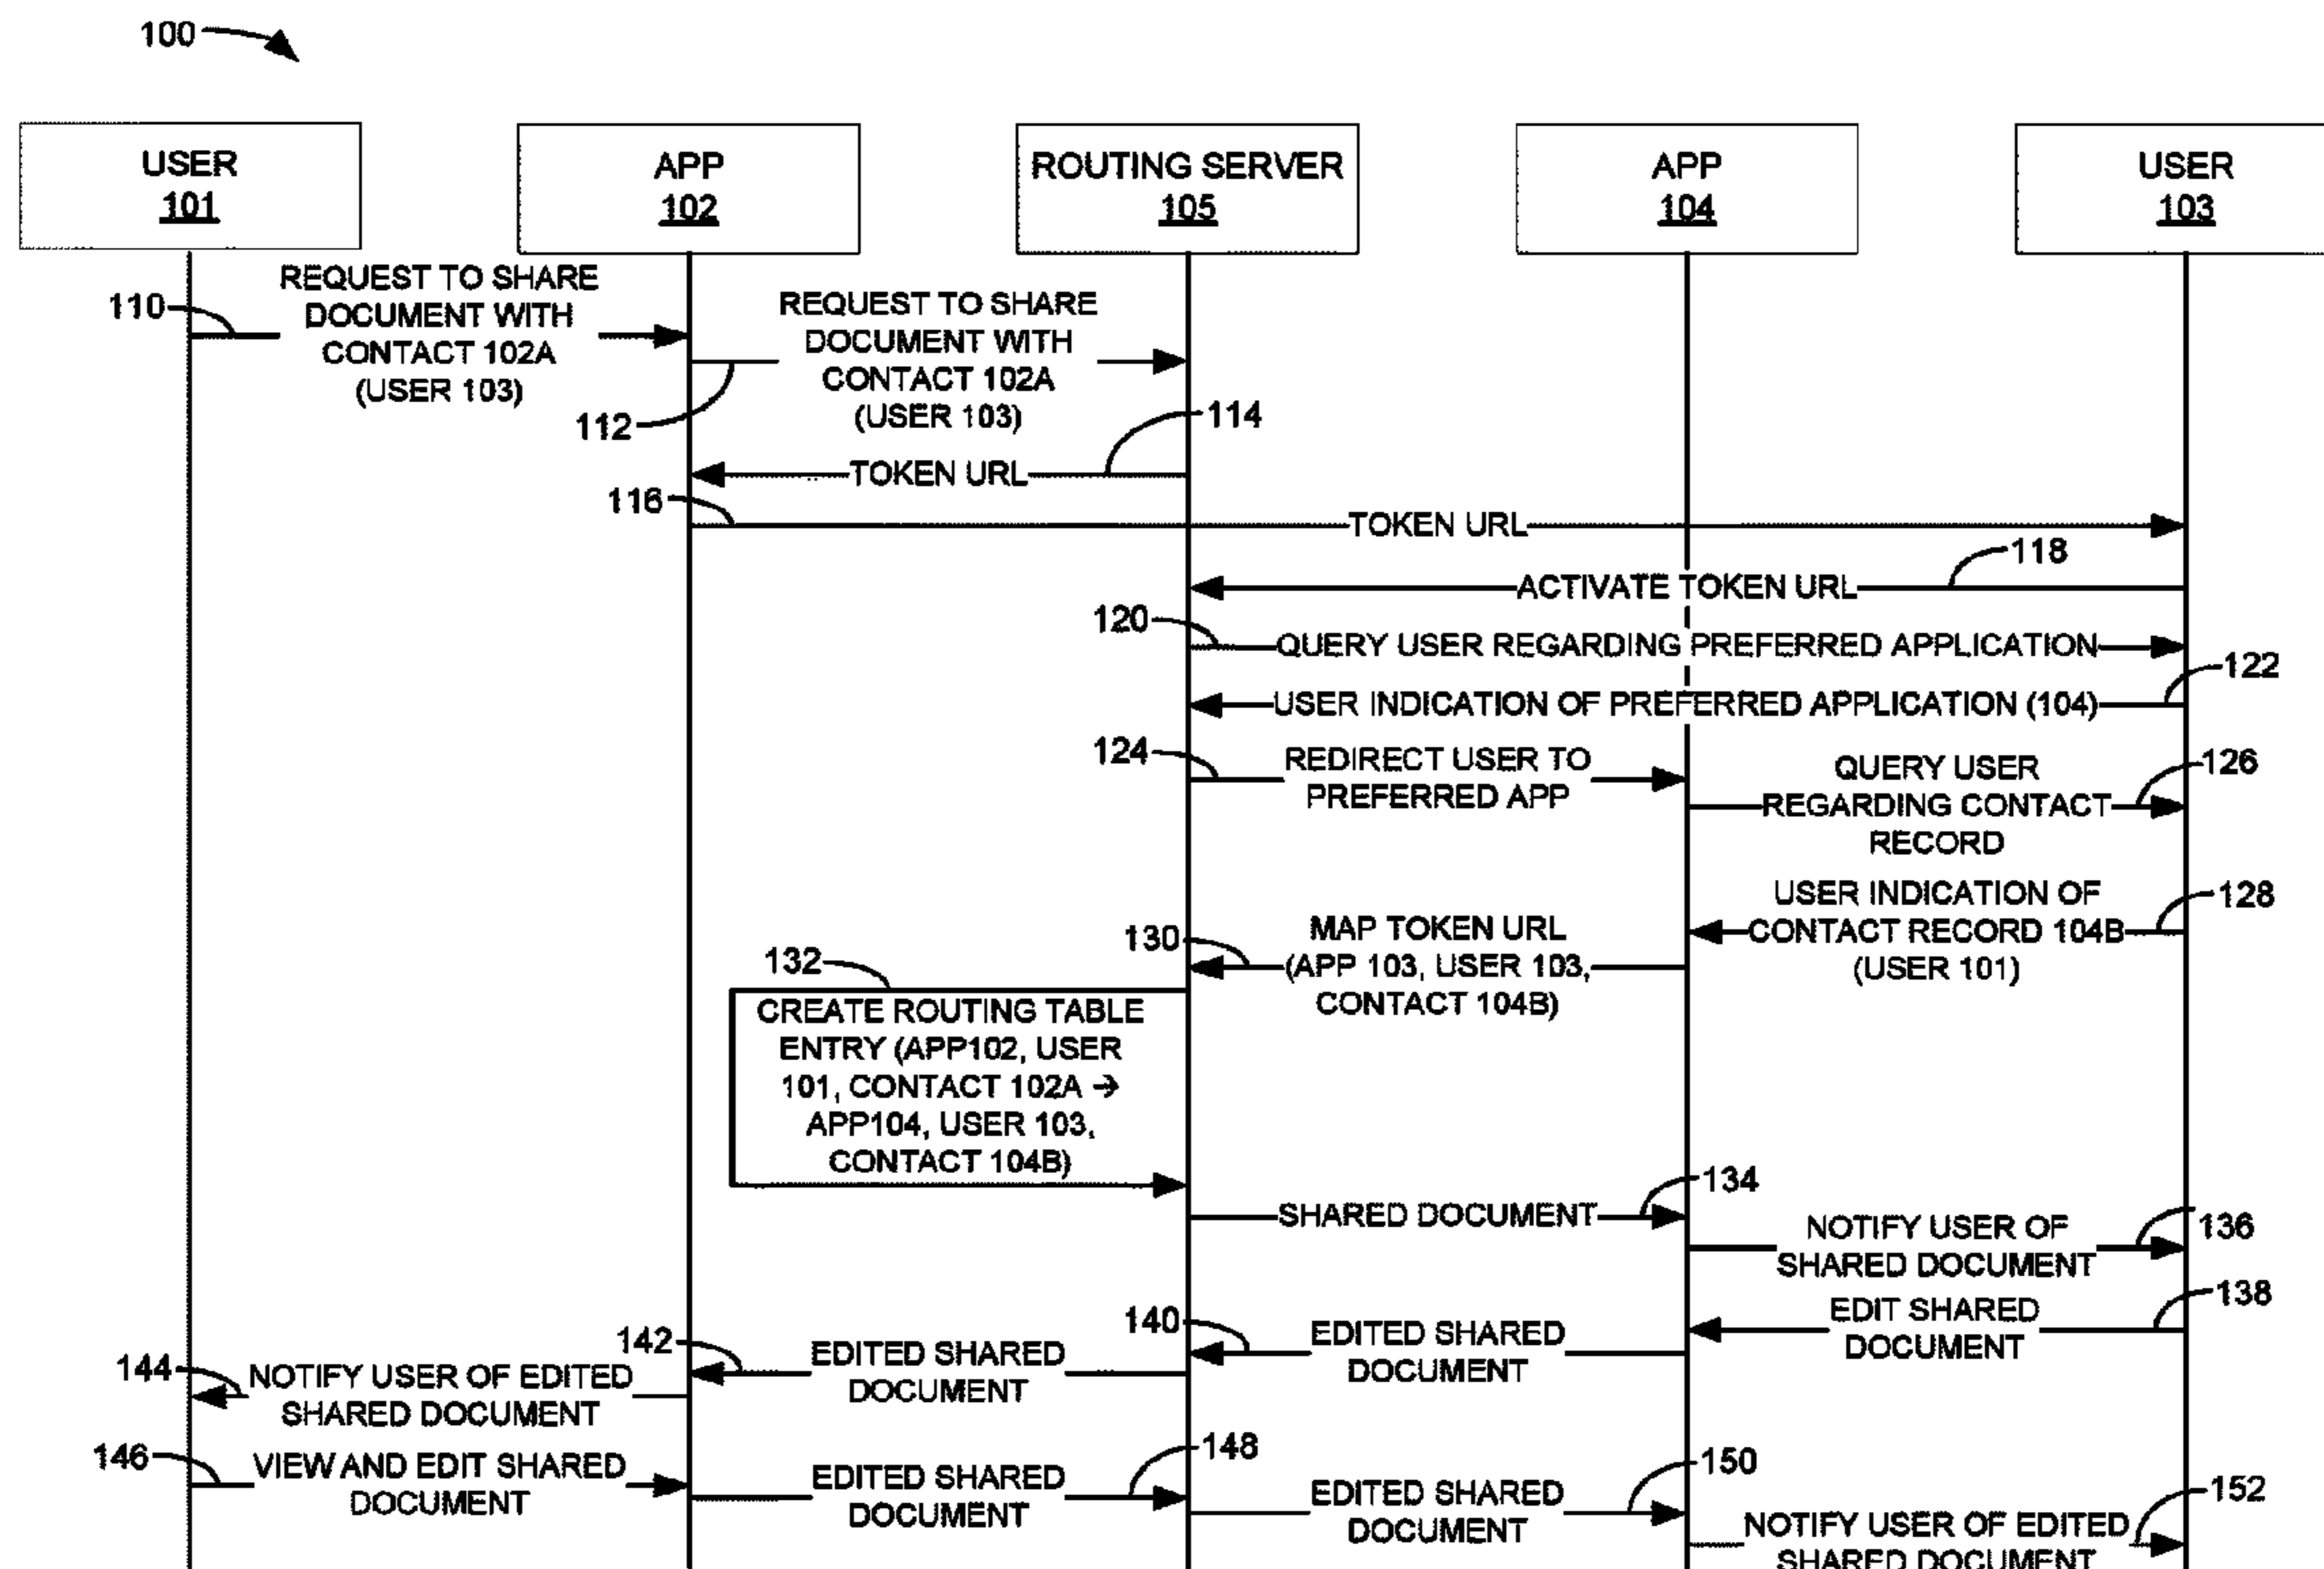 100
USER
101
APP
102
ROUTING SERVER
105
APP
104
USER
103
110
REQUEST TO SHARE
DOCUMENT WITH
CONTACT 102A
(USER 103)
112
REQUEST TO SHARE
DOCUMENT WITH
CONTACT 102A
(USER 103)
114
TOKEN URL
116
TOKEN URL
118
ACTIVATE TOKEN URL
120
QUERY USER REGARDING PREFERRED APPLICATION
122
USER INDICATION OF PREFERRED APPLICATION (104)
124
REDIRECT USER TO
PREFERRED APP
126
QUERY USER
REGARDING CONTACT
RECORD
128
USER INDICATION OF
CONTACT RECORD 104B
(USER 101)
130
MAP TOKEN URL
(APP 103, USER 103,
CONTACT 104B)
132
CREATE ROUTING TABLE
ENTRY (APP102, USER
101, CONTACT 102A →
APP104, USER 103,
CONTACT 104B)
134
SHARED DOCUMENT
136
NOTIFY USER OF
SHARED DOCUMENT
138
EDIT SHARED
DOCUMENT
140
EDITED SHARED
DOCUMENT
142
EDITED SHARED
DOCUMENT
144
NOTIFY USER OF EDITED
SHARED DOCUMENT
146
VIEW AND EDIT SHARED
DOCUMENT
148
EDITED SHARED
DOCUMENT
150
EDITED SHARED
DOCUMENT
152
NOTIFY USER OF EDITED
SHARED DOCUMENT